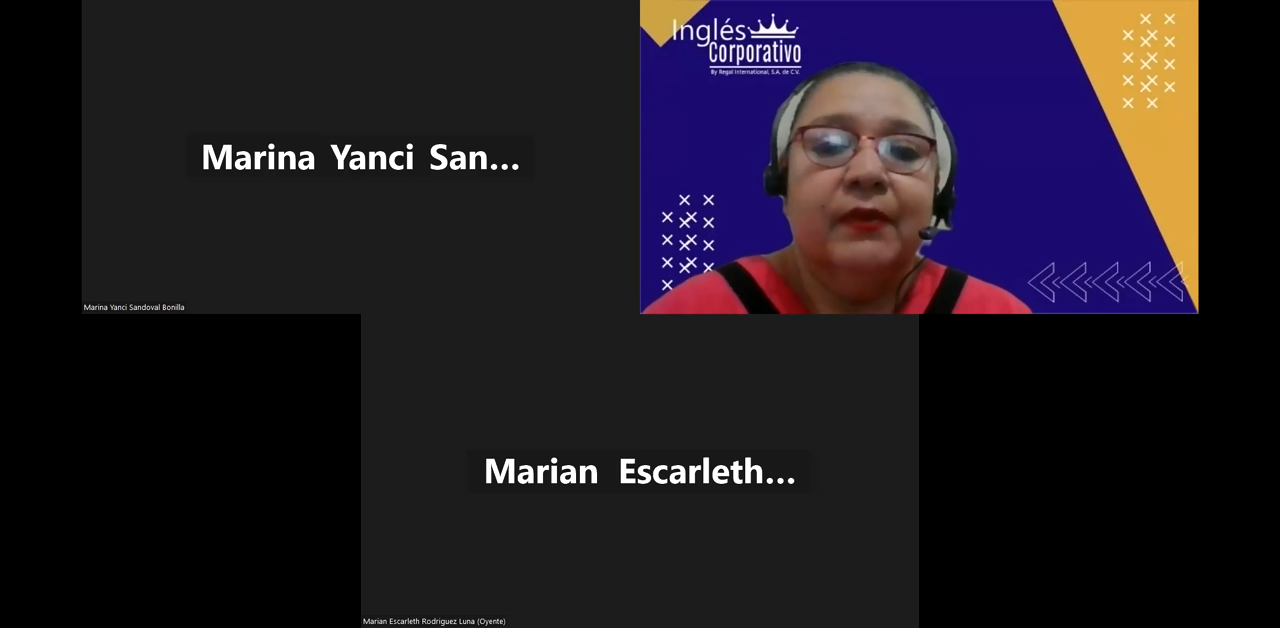 Marina Yanci San...
Marina Yanci Sandoval Bonilla
Inglés
Corporativo
By Regal International, S.A. de C.V.
Marian Escarleth...
Marian Escarleth Rodriguez Luna (Oyente)